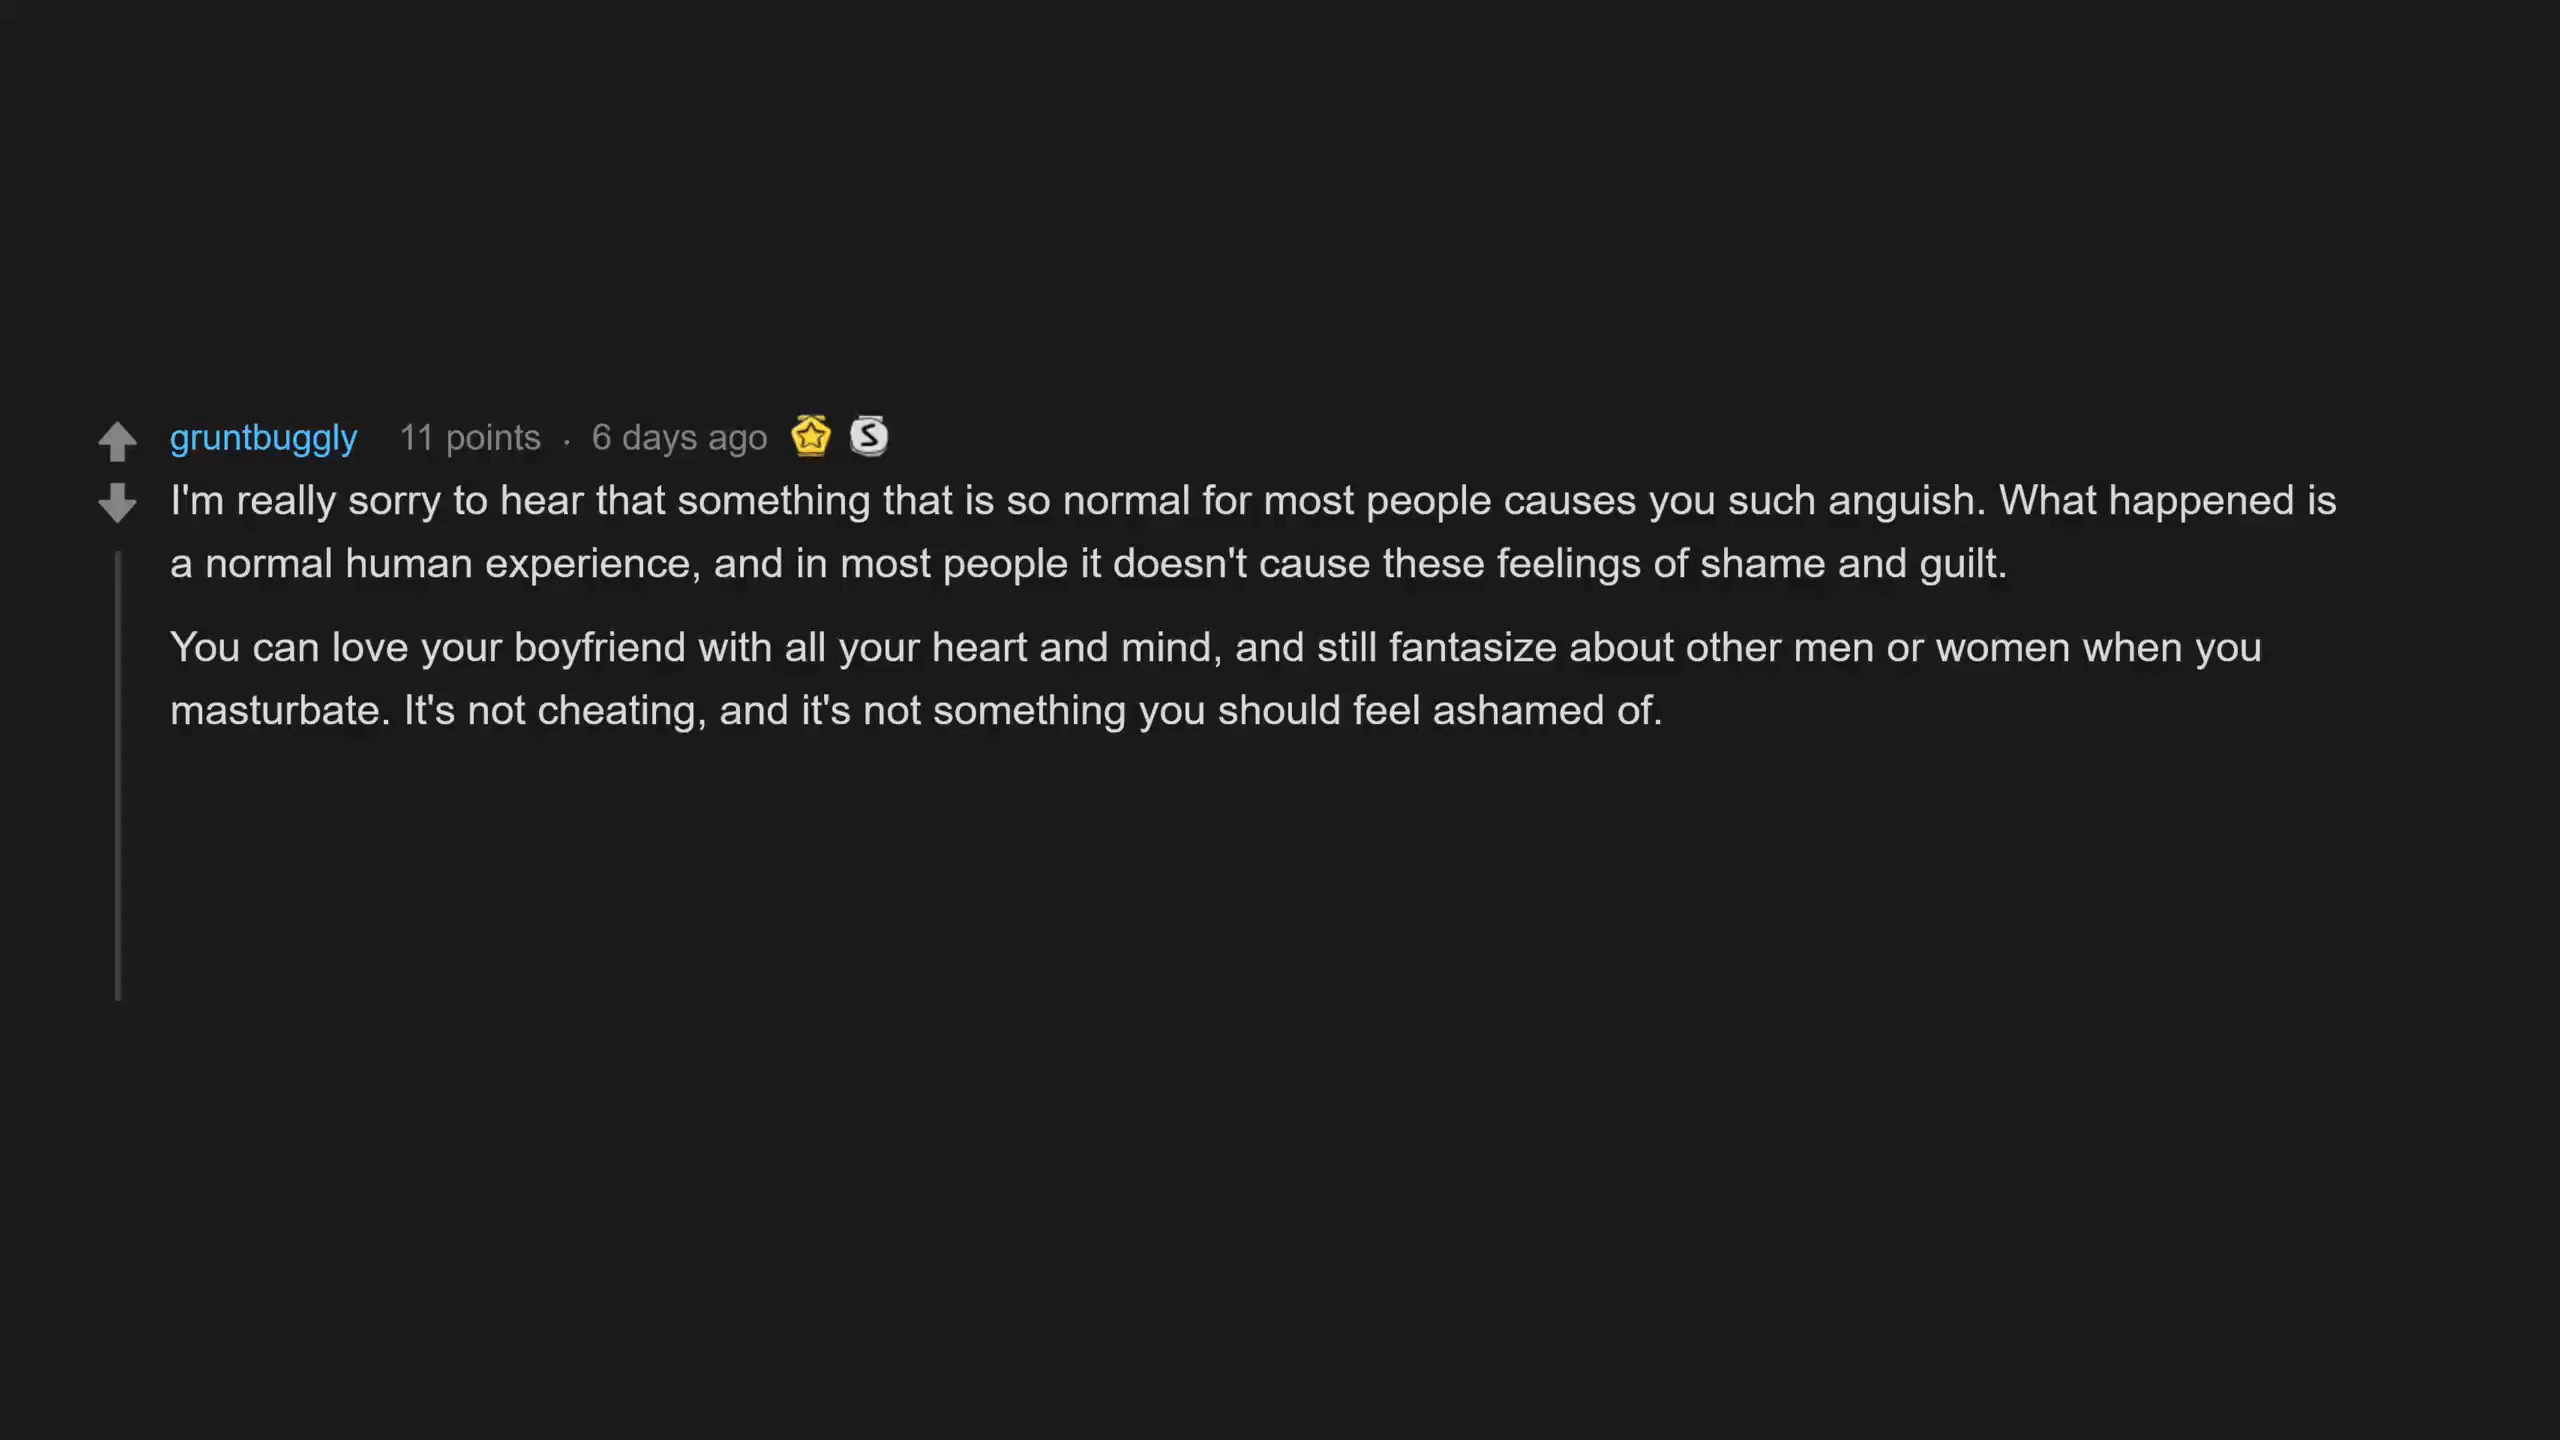 gruntbuggly 11 points · 6 days ago
I'm really sorry to hear that something that is so normal for most people causes you such anguish. What happened is
a normal human experience, and in most people it doesn't cause these feelings of shame and guilt.
You can love your boyfriend with all your heart and mind, and still fantasize about other men or women when you
masturbate. It's not cheating, and it's not something you should feel ashamed of.